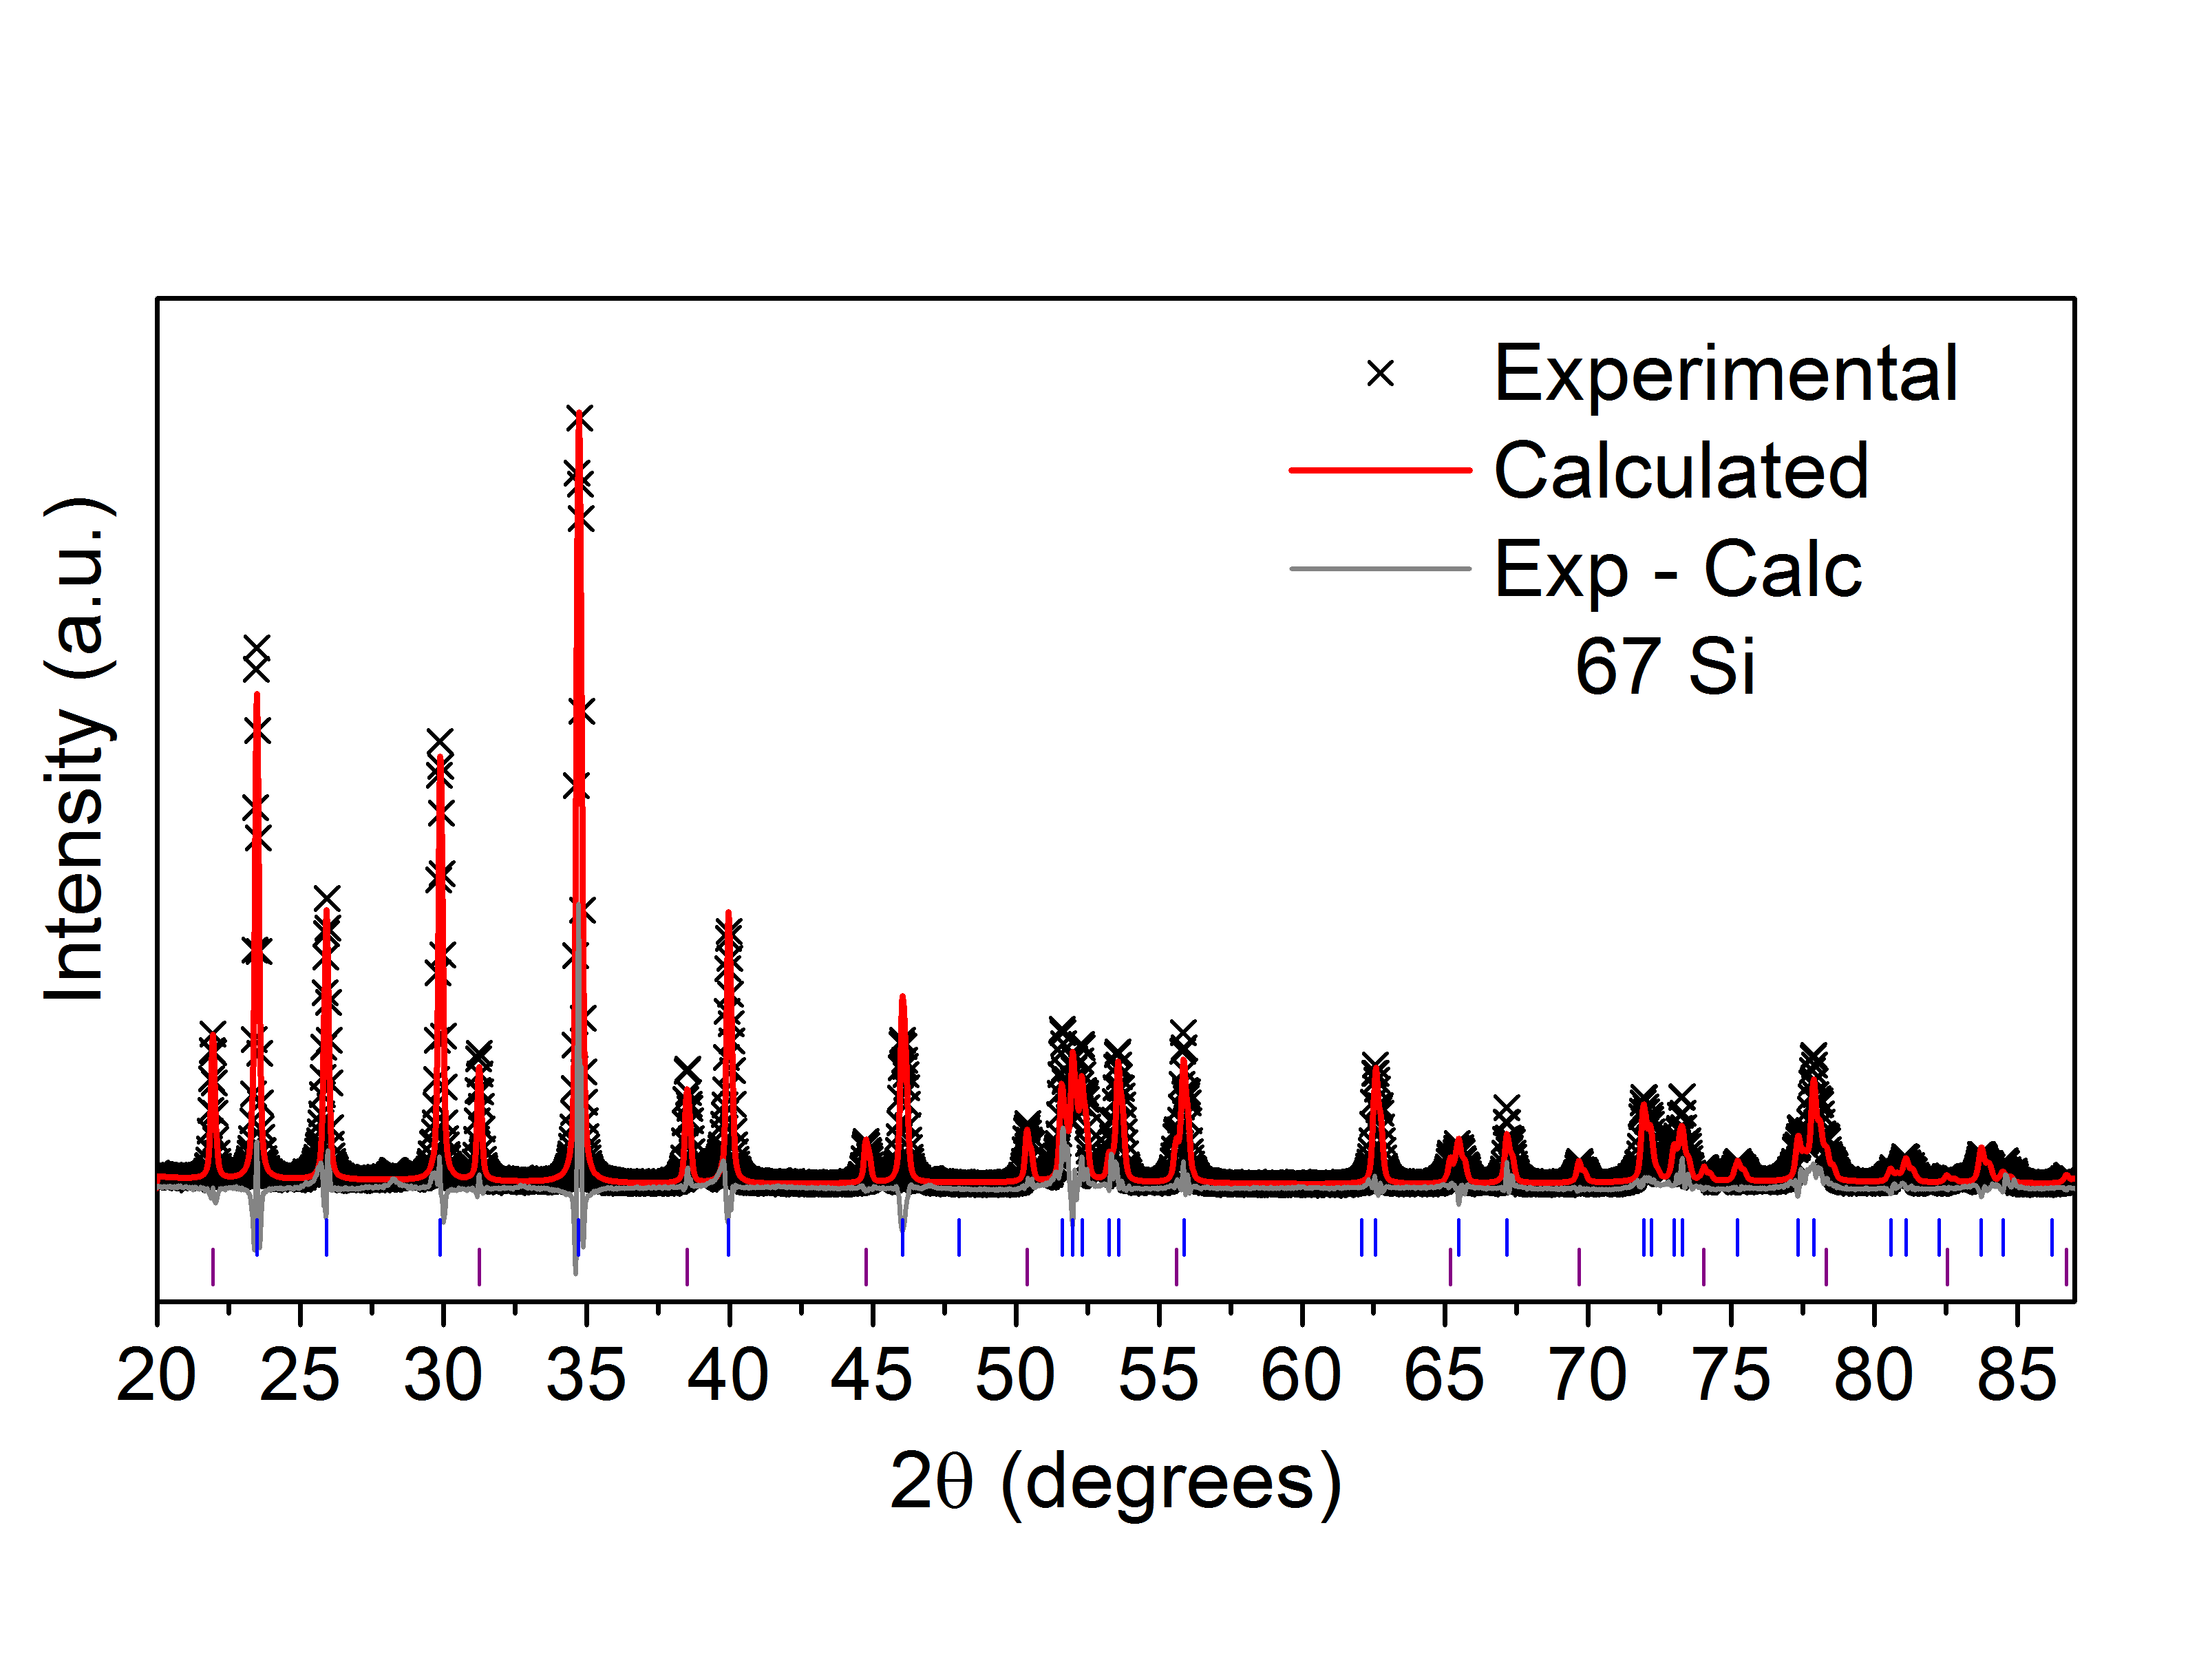 Experimental
Calculated
Exp - Calc
67 Si
Intensity (a.u.)
20 25 30 35 40 45 50 55 60 65 70 75 80 85
2θ (degrees)